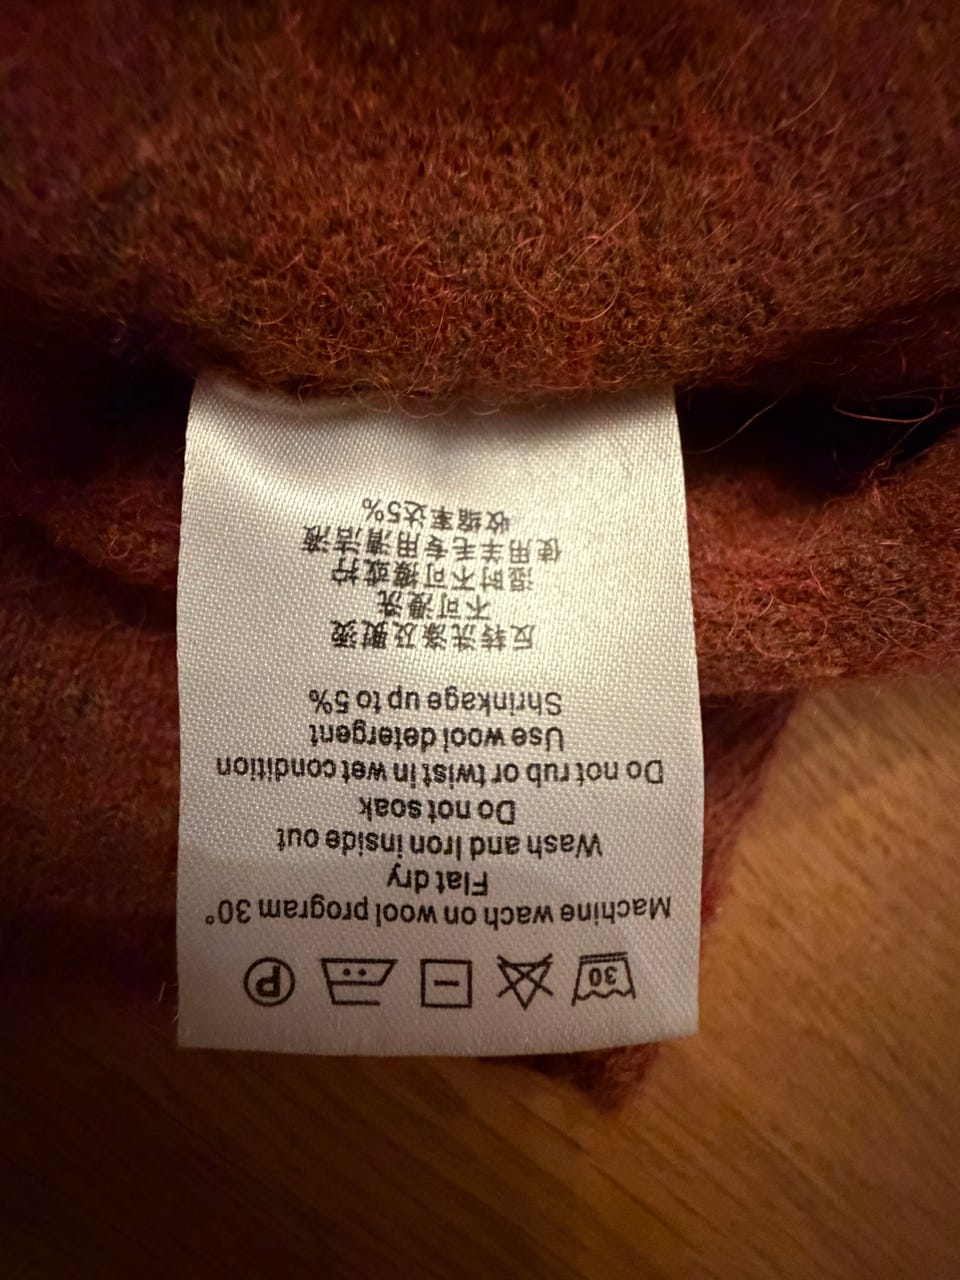 30 P
Machine wach on wool program 30°
Flat dry
Wash and Iron inside out
Do not soak
Do not rub or twist in wet condition
Use wool detergent
Shrinkage up to 5%
反转洗涤及熨烫
不可浸洗
湿时不可擦或拧
使用羊毛专用清洁液
收缩率达5%